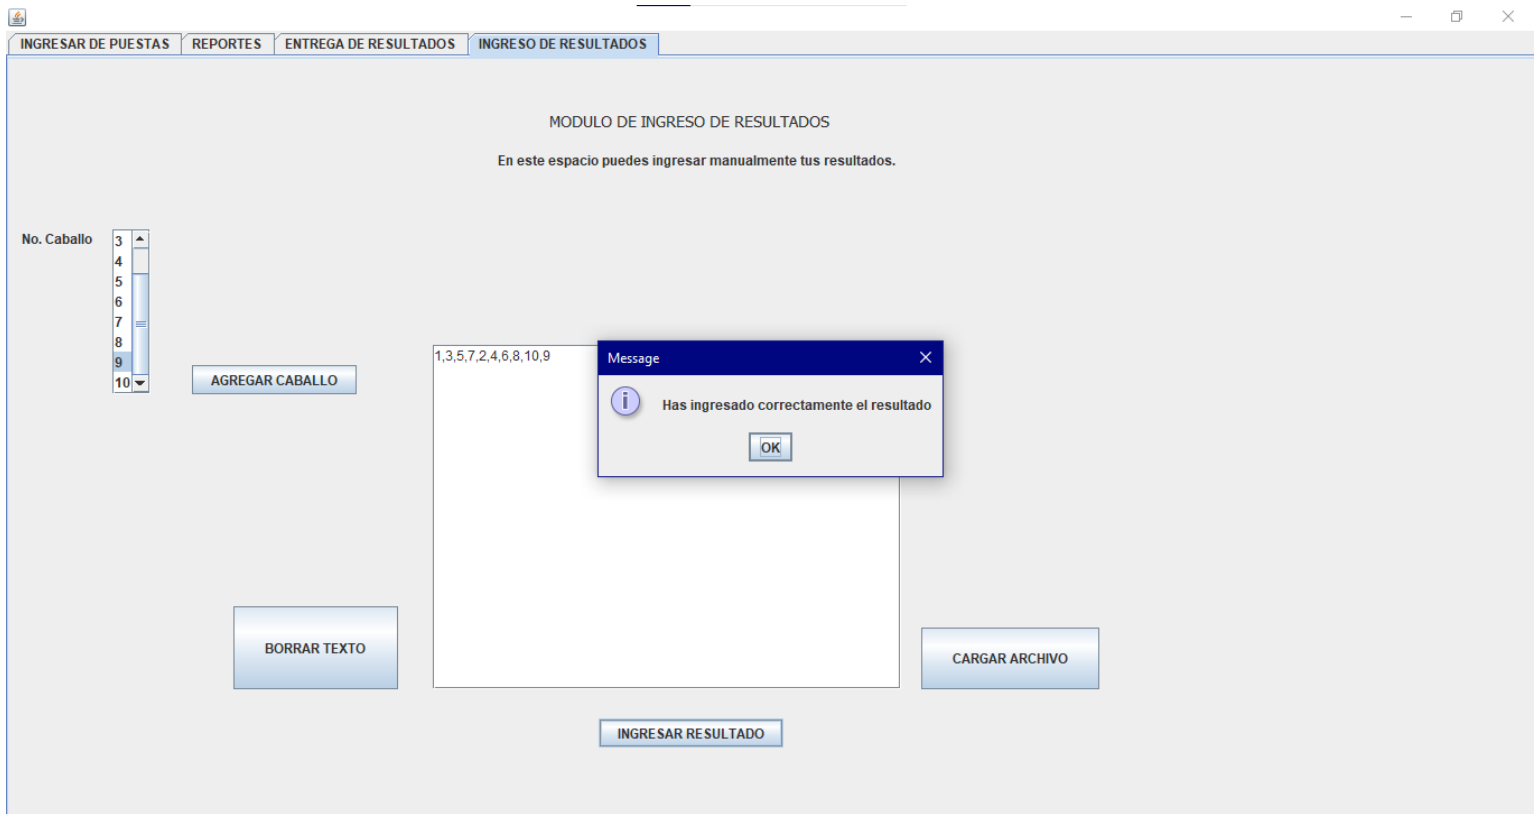 INGRESAR DE PUESTAS REPORTES ENTREGA DE RESULTADOS INGRESO DE RESULTADOS
MODULO DE INGRESO DE RESULTADOS
En este espacio puedes ingresar manualmente tus resultados.
No. Caballo
3
4
5
6
7
8
9
10
AGREGAR CABALLO
1,3,5,7,2,4,6,8,10,9
Message
Has ingresado correctamente el resultado
OK
BORRAR TEXTO
CARGAR ARCHIVO
INGRESAR RESULTADO